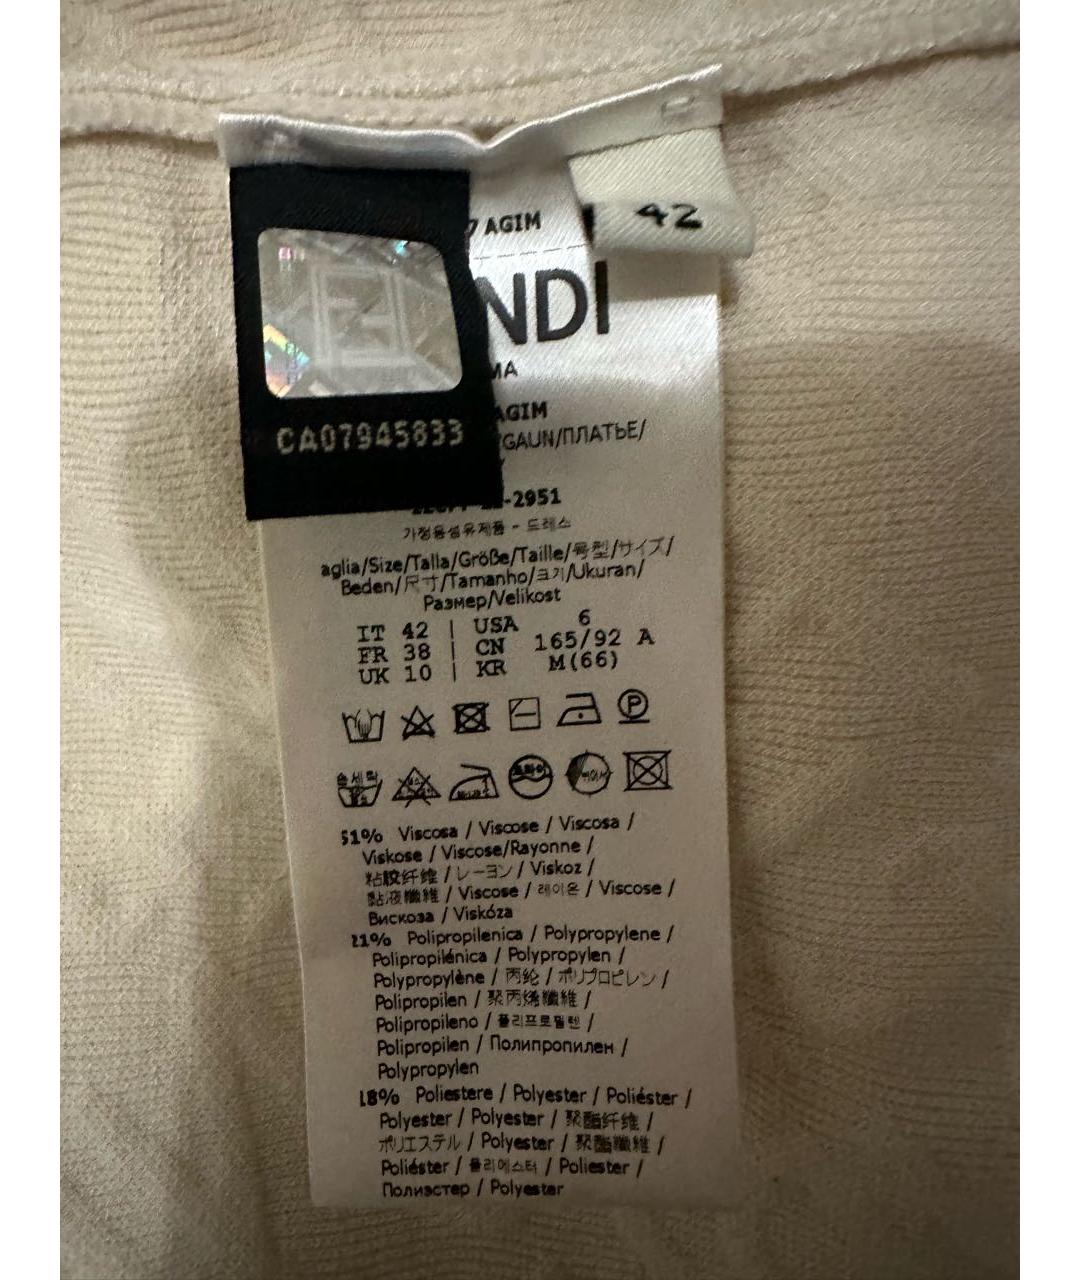 7 AGIM
42
NDI
MA
CA07945833
AGIM
/GAUN/ПЛАТЬЕ/
-2951
가정용섬유제품 - 드레스
aglia/Size/Talla/Größe/Taille/号型/サイズ/
Beden/尺寸/Tamanho/크기/Ukuran/
Размер/Velikost
IT 42 | USA 6
FR 38 | CN 165/92 A
UK 10 | KR M(66)
P
손세탁
드라이
51% Viscosa / Viscose / Viscosa /
Viskose / Viscose/Rayonne /
粘胶纤维 / レーヨン / Viskoz /
黏液纖維 / Viscose / 레이온 / Viscose /
Вискоза / Viskóza
21% Polipropilenica / Polypropylene /
Polipropilénica / Polypropylen /
Polypropylène / 丙纶 / ポリプロピレン /
Polipropilen / 聚丙烯纖維 /
Polipropileno / 폴리프로필렌 /
Polipropilen / Полипропилен /
Polypropylen
18% Poliestere / Polyester / Poliéster /
Polyester / Polyester / 聚酯纤维 /
ポリエステル / Polyester / 聚酯纖維 /
Poliéster / 폴리에스터 / Poliester /
Полиэстер / Polyester